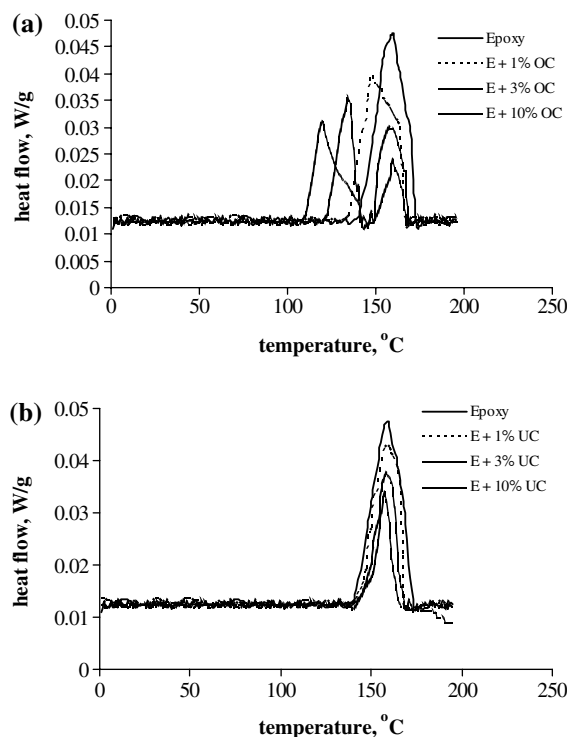 (a)
0.05
0.045
0.04
0.035
0.03
0.025
0.02
0.015
0.01
0.005
0
heat flow, W/g
Epoxy
E + 1% OC
E + 3% OC
E + 10% OC
0 50 100 150 200 250
temperature, °C
(b)
0.05
0.04
0.03
0.02
0.01
0
heat flow, W/g
Epoxy
E + 1% UC
E + 3% UC
E + 10% UC
0 50 100 150 200 250
temperature, °C